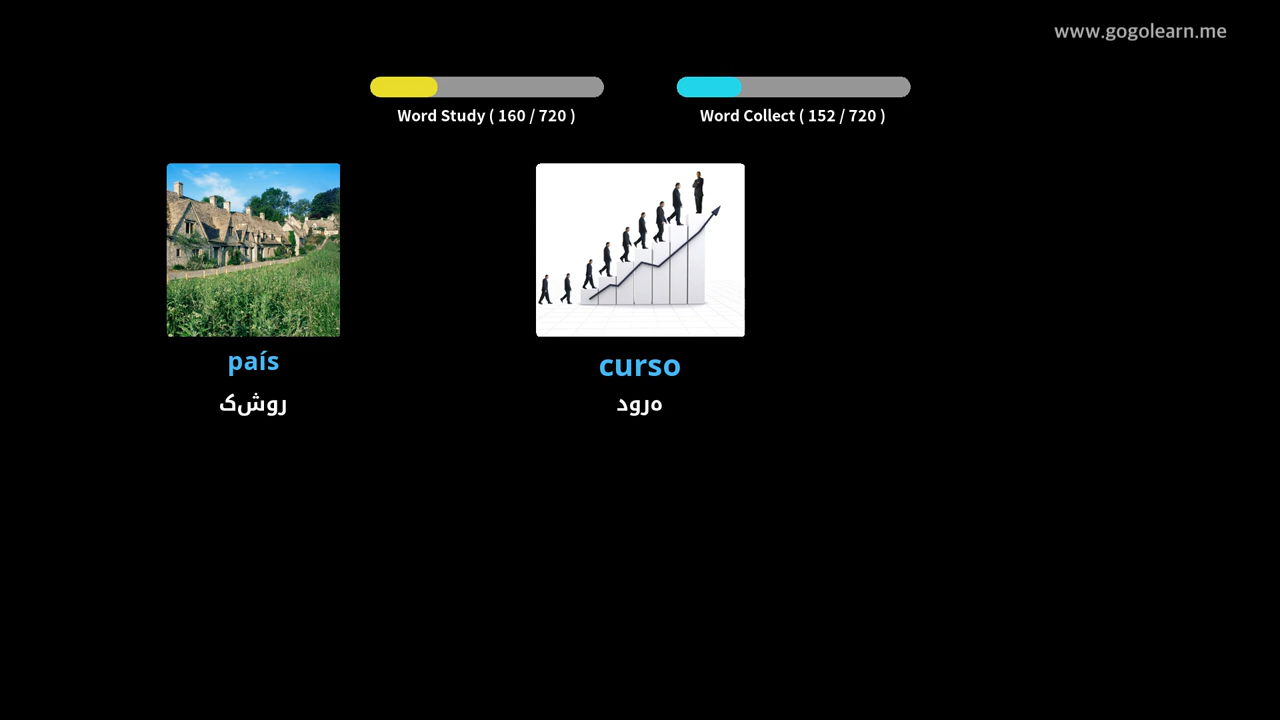 www.gogolearn.me
Word Study ( 160 / 720 )
Word Collect ( 152 / 720 )
país
روشک
curso
هرود